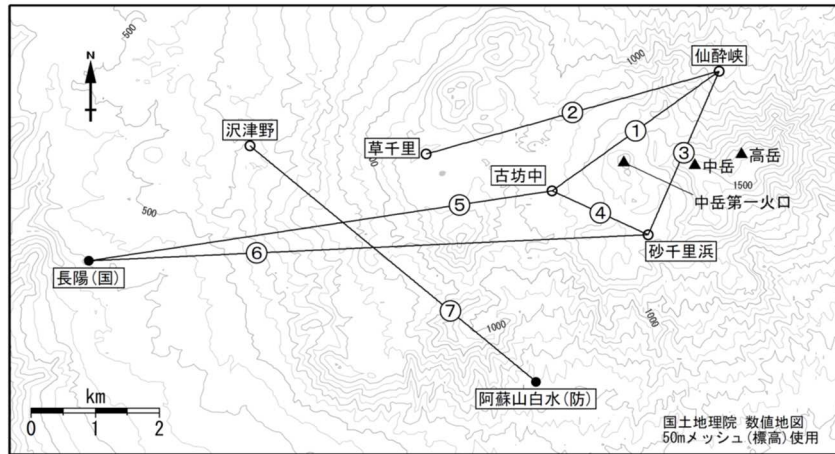 500
N
1000
仙酔峡
沢津野
②
①
草千里
③
中岳
高岳
古坊中
1500
中岳第一火口
⑤
④
500
⑥
砂千里浜
長陽(国)
⑦
1000
1000
阿蘇山白水(防)
km
0 1 2
国土地理院 数値地図
50mメッシュ(標高)使用